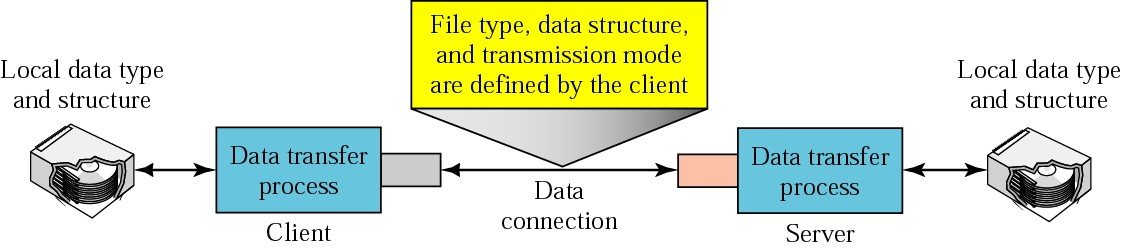 File type, data structure,
and transmission mode
are defined by the client
Local data type
and structure
Local data type
and structure
Data transfer
process
Data transfer
process
Data
connection
Client
Server